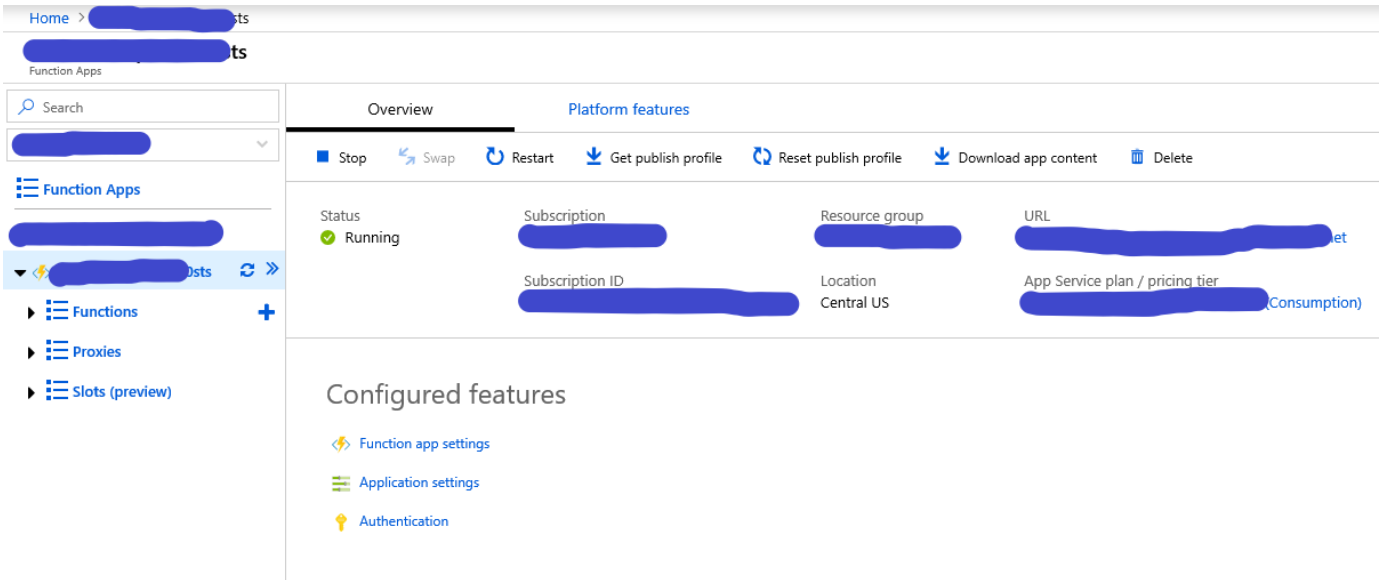 Home > sts
ts
Function Apps
Search
Overview Platform features
Stop Swap Restart Get publish profile Reset publish profile Download app content Delete
Function Apps
Status Subscription Resource group URL
Running et
0sts
Subscription ID Location App Service plan / pricing tier
Central US (Consumption)
Functions
Proxies
Slots (preview)
Configured features
Function app settings
Application settings
Authentication